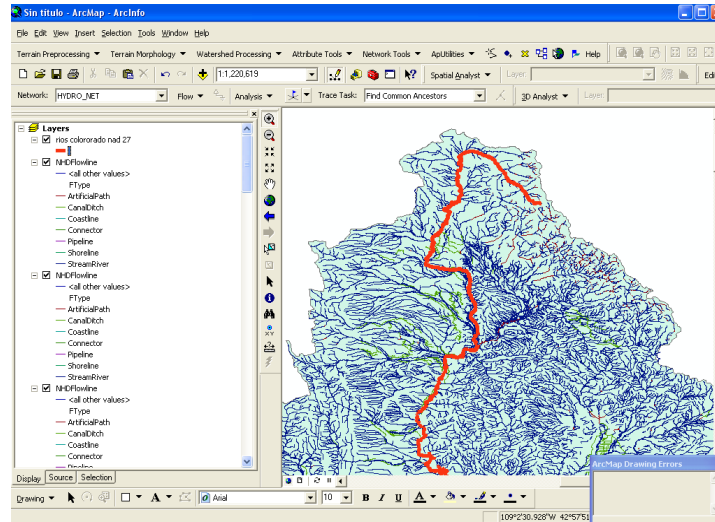 Sin título - ArcMap - ArcInfo
File Edit View Insert Selection Tools Window Help
Terrain Preprocessing Terrain Morphology Watershed Processing Attribute Tools Network Tools ApUtilities Help
1:1,220,619 Spatial Analyst Layer: Edi
Network: HYDRO_NET Flow Analysis Trace Task: Find Common Ancestors 3D Analyst Layer:
Layers
rios colororado nad 27
NHDFlowline
<all other values>
FType
ArtificialPath
CanalDitch
Coastline
Connector
Pipeline
Shoreline
StreamRiver
NHDFlowline
<all other values>
FType
ArtificialPath
CanalDitch
Coastline
Connector
Pipeline
Shoreline
StreamRiver
NHDFlowline
<all other values>
FType
ArtificialPath
CanalDitch
Coastline
Connector
Display Source Selection
ArcMap Drawing Errors
Drawing A Arial 10 B I U A
109°2'30.928"W 42°57'51